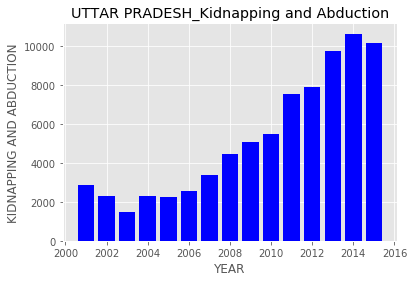 UTTAR PRADESH_Kidnapping and Abduction
KIDNAPPING AND ABDUCTION
10000
8000
6000
4000
2000
0
2000 2002 2004 2006 2008 2010 2012 2014 2016
YEAR